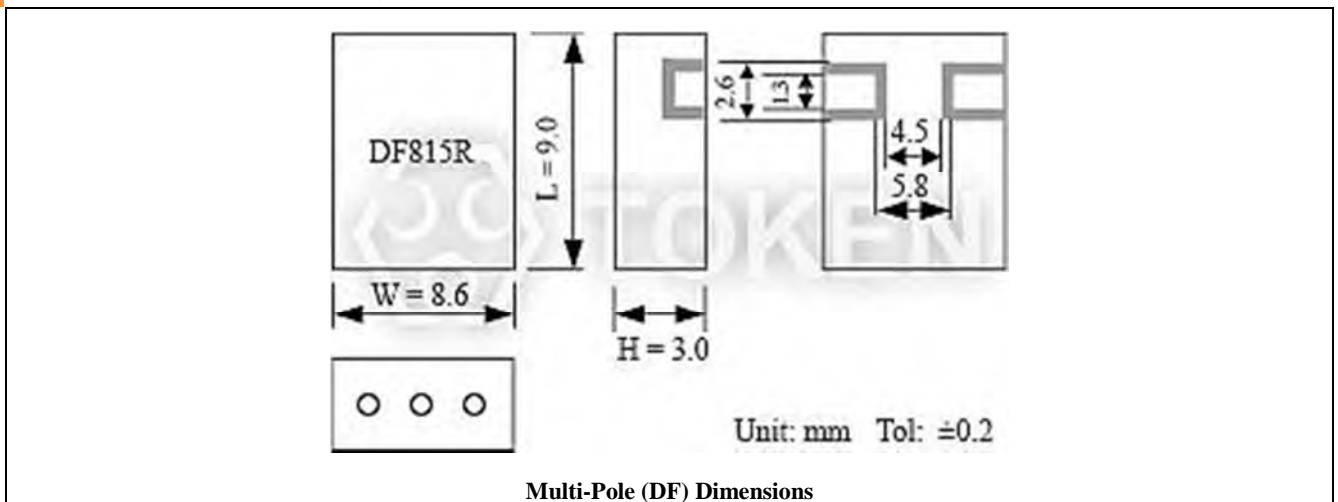 DF815R
L = 9.0
W = 8.6
H = 3.0
2.6
1.3
4.5
5.8
TOKEN
Unit: mm Tol: ±0.2
Multi-Pole (DF) Dimensions